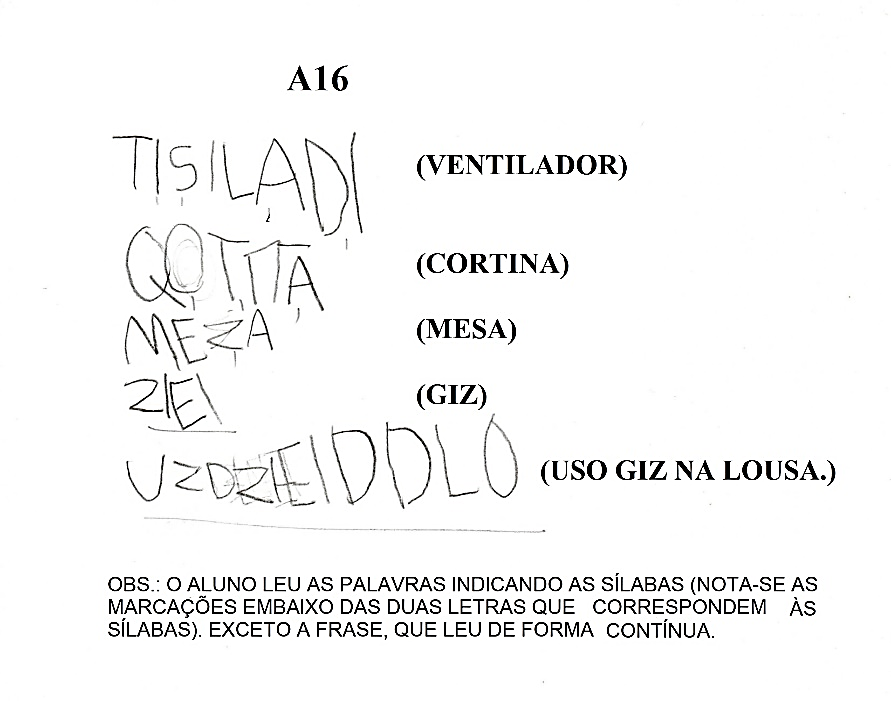 A16
TISILADI (VENTILADOR)
QOTITA (CORTINA)
MEZA (MESA)
ZIEI (GIZ)
UZDZEIDDLO (USO GIZ NA LOUSA.)
OBS.: O ALUNO LEU AS PALAVRAS INDICANDO AS SÍLABAS (NOTA-SE AS
MARCAÇÕES EMBAIXO DAS DUAS LETRAS QUE CORRESPONDEM ÀS
SÍLABAS). EXCETO A FRASE, QUE LEU DE FORMA CONTÍNUA.